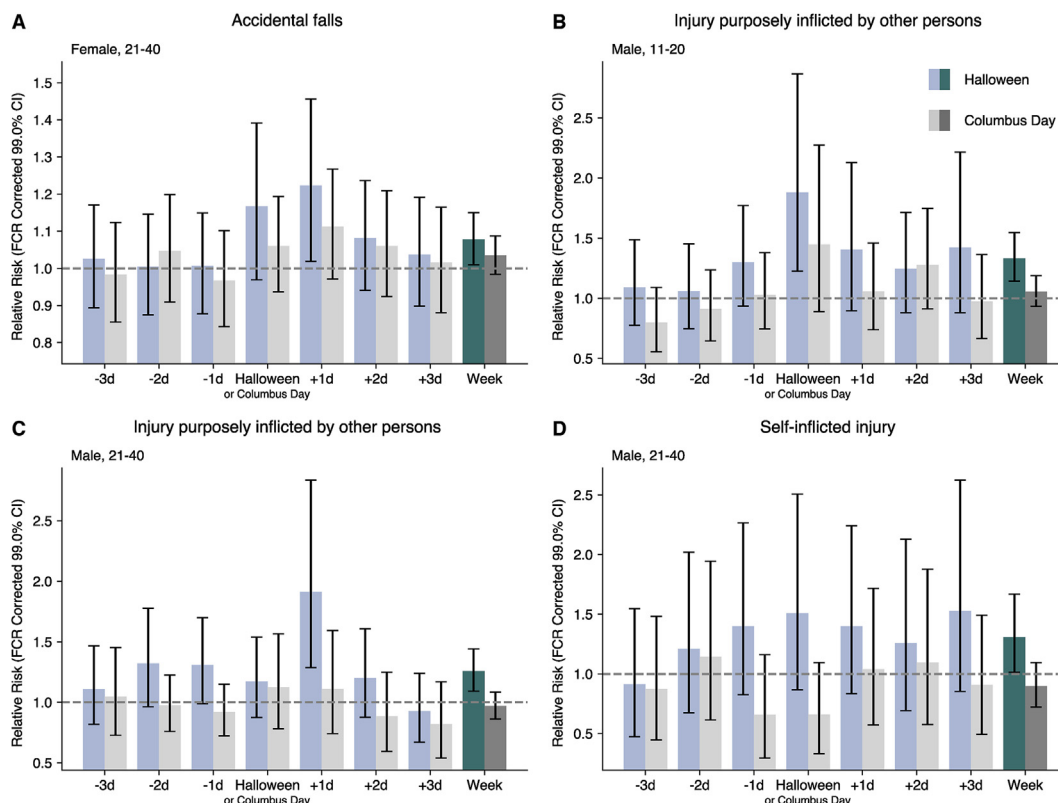 A
Accidental falls
Female, 21-40
Relative Risk (FCR Corrected 99.0% CI)
1.5
1.4
1.3
1.2
1.1
1.0
0.9
0.8
-3d -2d -1d Halloween +1d +2d +3d Week
or Columbus Day
B
Injury purposely inflicted by other persons
Male, 11-20
Halloween
Columbus Day
Relative Risk (FCR Corrected 99.0% CI)
2.5
2.0
1.5
1.0
0.5
-3d -2d -1d Halloween +1d +2d +3d Week
or Columbus Day
C
Injury purposely inflicted by other persons
Male, 21-40
Relative Risk (FCR Corrected 99.0% CI)
2.5
2.0
1.5
1.0
0.5
-3d -2d -1d Halloween +1d +2d +3d Week
or Columbus Day
D
Self-inflicted injury
Male, 21-40
Relative Risk (FCR Corrected 99.0% CI)
2.5
2.0
1.5
1.0
0.5
-3d -2d -1d Halloween +1d +2d +3d Week
or Columbus Day